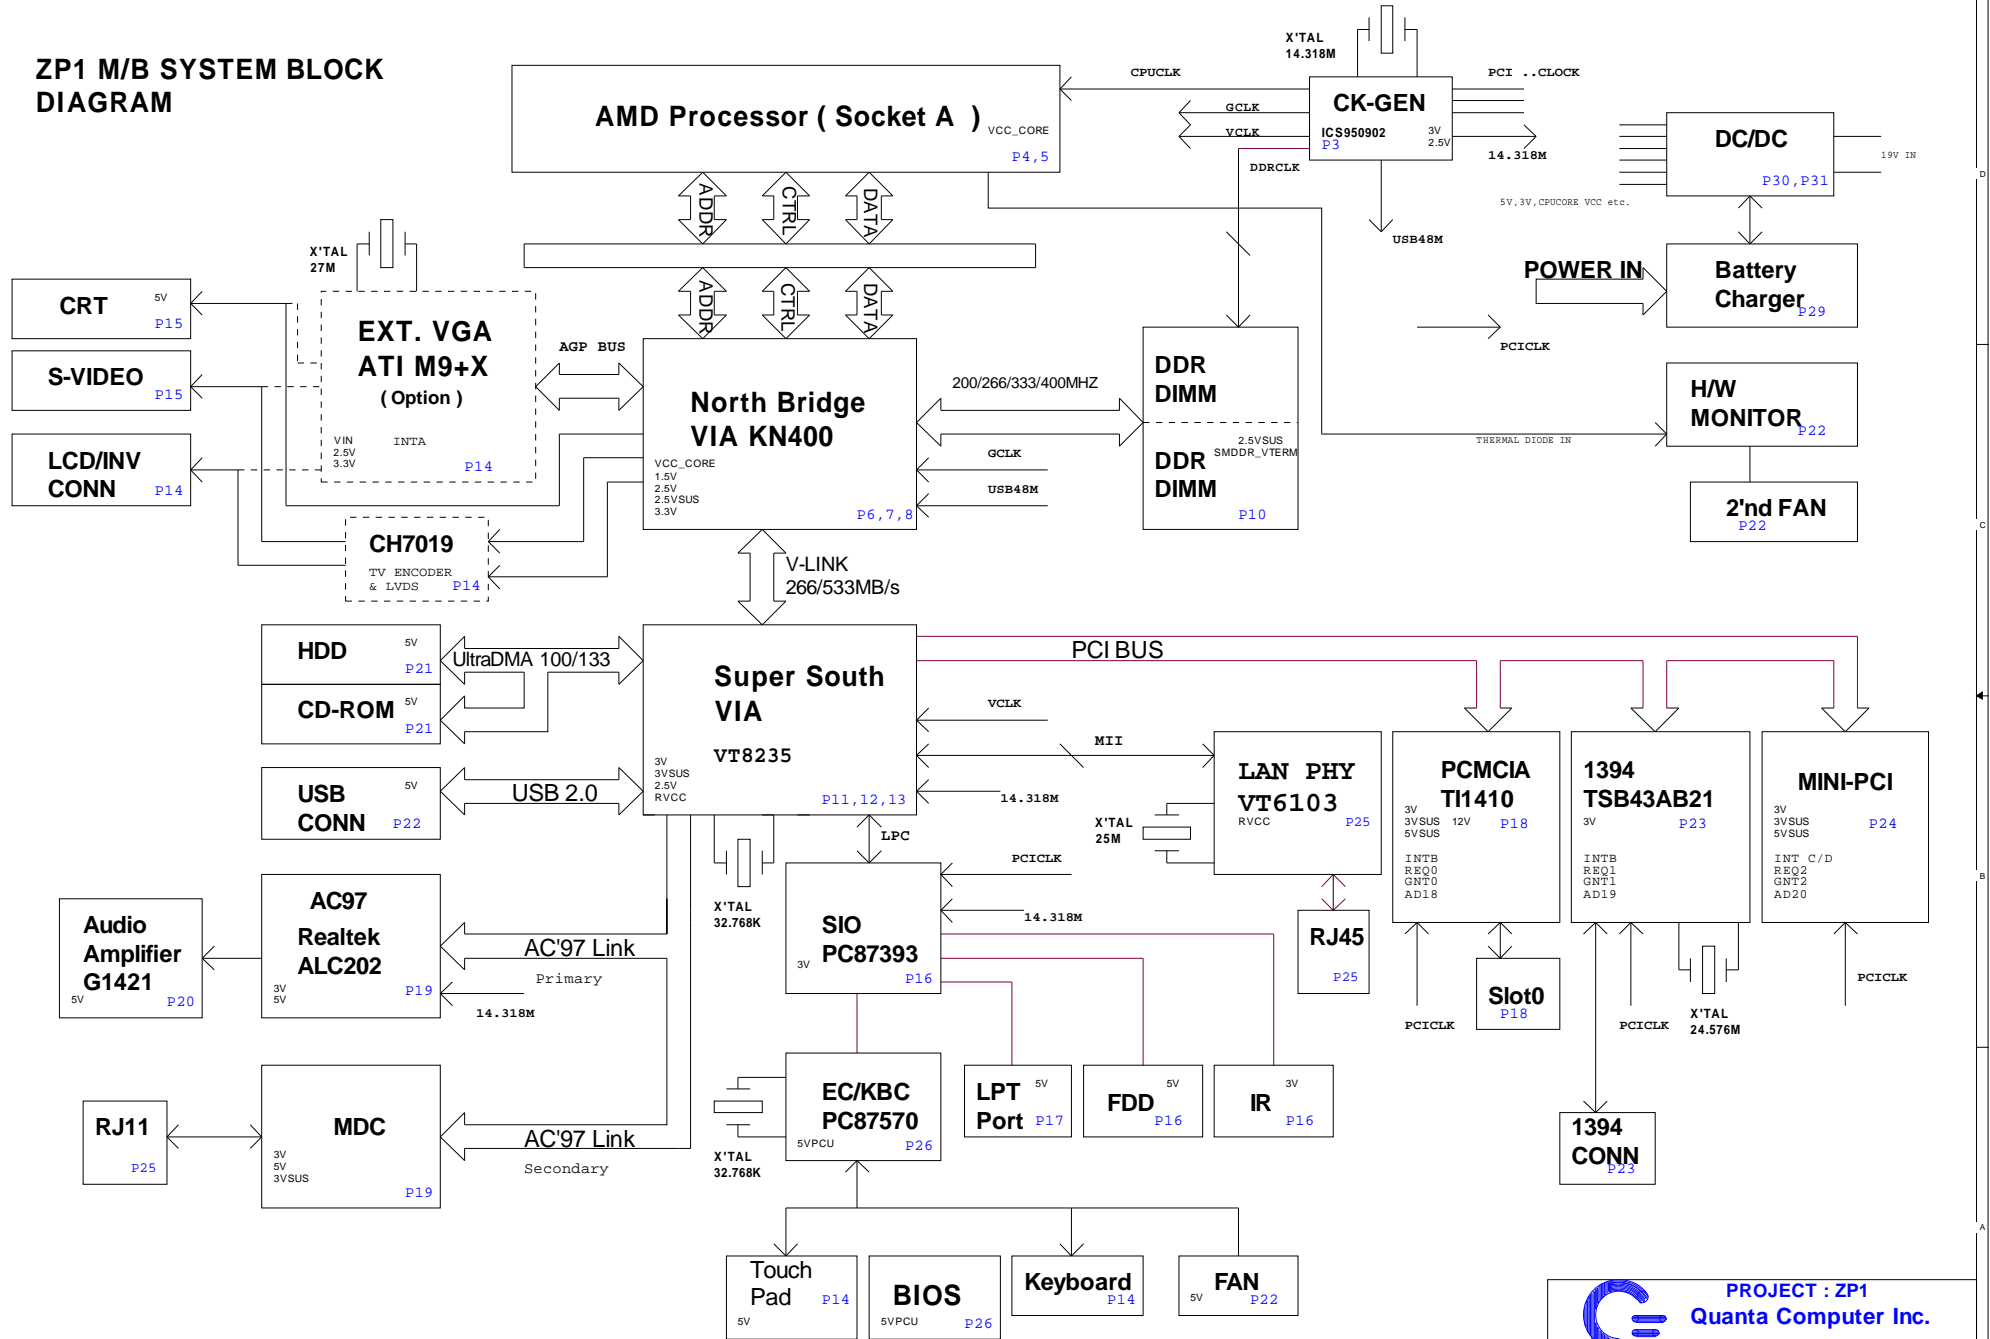 ZP1 M/B SYSTEM BLOCK
DIAGRAM
AMD Processor ( Socket A )
VCC_CORE
P4,5
CPUCLK
X'TAL
14.318M
CK-GEN
ICS950902
P3
3V
2.5V
PCI ..CLOCK
GCLK
VCLK
DDRCLK
14.318M
USB48M
DC/DC
P30,P31
19V IN
5V,3V,CPUCORE VCC etc.
POWER IN
Battery
Charger
P29
PCICLK
H/W
MONITOR
P22
THERMAL DIODE IN
2'nd FAN
P22
ADDR
CTRL
DATA
ADDR
CTRL
DATA
X'TAL
27M
CRT
5V
P15
S-VIDEO
P15
LCD/INV
CONN
P14
EXT. VGA
ATI M9+X
( Option )
VIN
2.5V
3.3V
INTA
P14
AGP BUS
North Bridge
VIA KN400
VCC_CORE
1.5V
2.5V
2.5VSUS
3.3V
P6,7,8
200/266/333/400MHZ
GCLK
USB48M
DDR
DIMM
2.5VSUS
SMDDR_VTERM
DDR
DIMM
P10
CH7019
TV ENCODER
& LVDS
P14
V-LINK
266/533MB/s
HDD
5V
P21
UltraDMA 100/133
CD-ROM
5V
P21
USB
CONN
5V
P22
USB 2.0
Super South
VIA
VT8235
3V
3VSUS
2.5V
RVCC
P11,12,13
PCI BUS
VCLK
MII
14.318M
LPC
LAN PHY
VT6103
RVCC
P25
X'TAL
25M
RJ45
P25
PCMCIA
TI1410
3V
3VSUS
5VSUS
12V
P18
INTB
REQ0
GNT0
AD18
PCICLK
Slot0
P18
1394
TSB43AB21
3V
P23
INTB
REQ1
GNT1
AD19
PCICLK
X'TAL
24.576M
1394
CONN
P23
MINI-PCI
3V
3VSUS
5VSUS
P24
INT C/D
REQ2
GNT2
AD20
PCICLK
X'TAL
32.768K
Audio
Amplifier
G1421
5V
P20
AC97
Realtek
ALC202
3V
5V
P19
14.318M
AC'97 Link
Primary
SIO
PC87393
3V
P16
PCICLK
14.318M
RJ11
P25
MDC
3V
5V
3VSUS
P19
AC'97 Link
Secondary
X'TAL
32.768K
EC/KBC
PC87570
5VPCU
P26
LPT
Port
5V
P17
FDD
5V
P16
IR
3V
P16
Touch
Pad
5V
P14
BIOS
5VPCU
P26
Keyboard
P14
FAN
5V
P22
D
C
B
A
PROJECT : ZP1
Quanta Computer Inc.